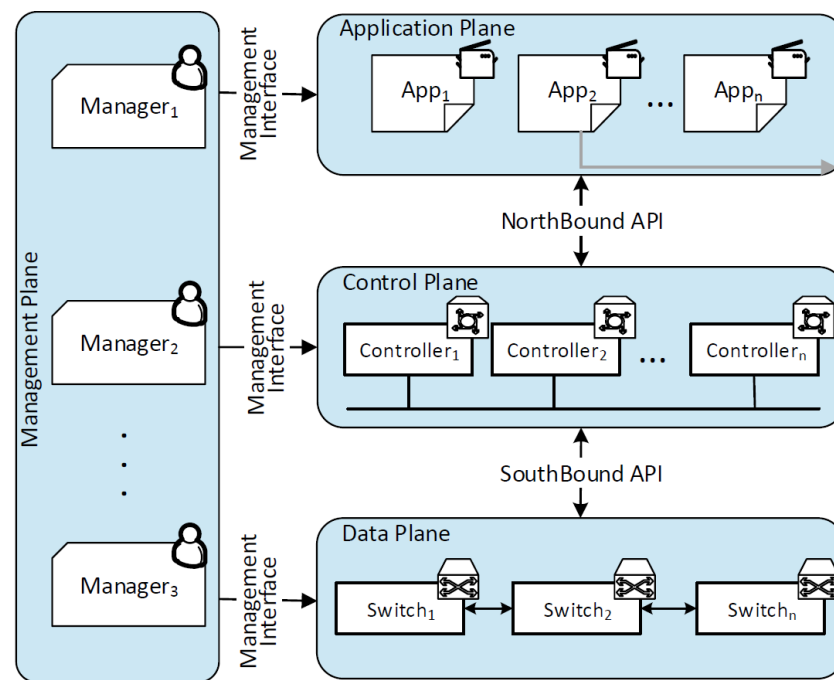 Management Plane
Manager₁
Manager₂
.
.
.
Manager₃
Management
Interface
Management
Interface
Management
Interface
Application Plane
App₁
App₂
...
Appₙ
NorthBound API
Control Plane
Controller₁
Controller₂
...
Controllerₙ
SouthBound API
Data Plane
Switch₁
Switch₂
Switchₙ